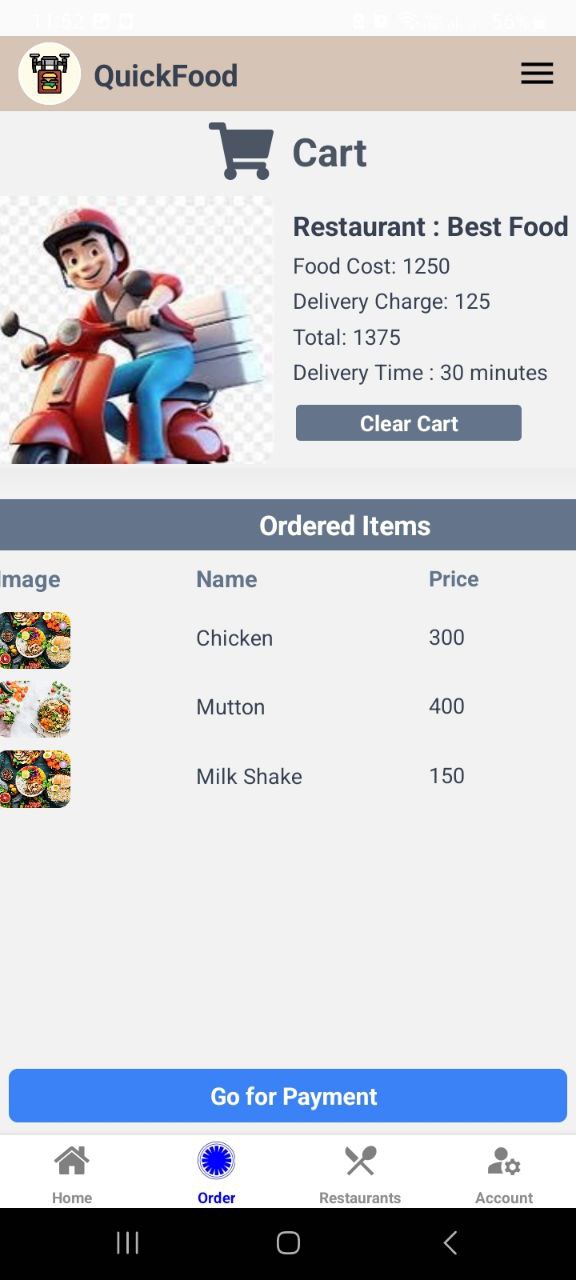 11:52
56%
QuickFood
Cart
Restaurant : Best Food
Food Cost: 1250
Delivery Charge: 125
Total: 1375
Delivery Time : 30 minutes
Clear Cart
Ordered Items
Image Name Price
Chicken 300
Mutton 400
Milk Shake 150
Go for Payment
Home Order Restaurants Account